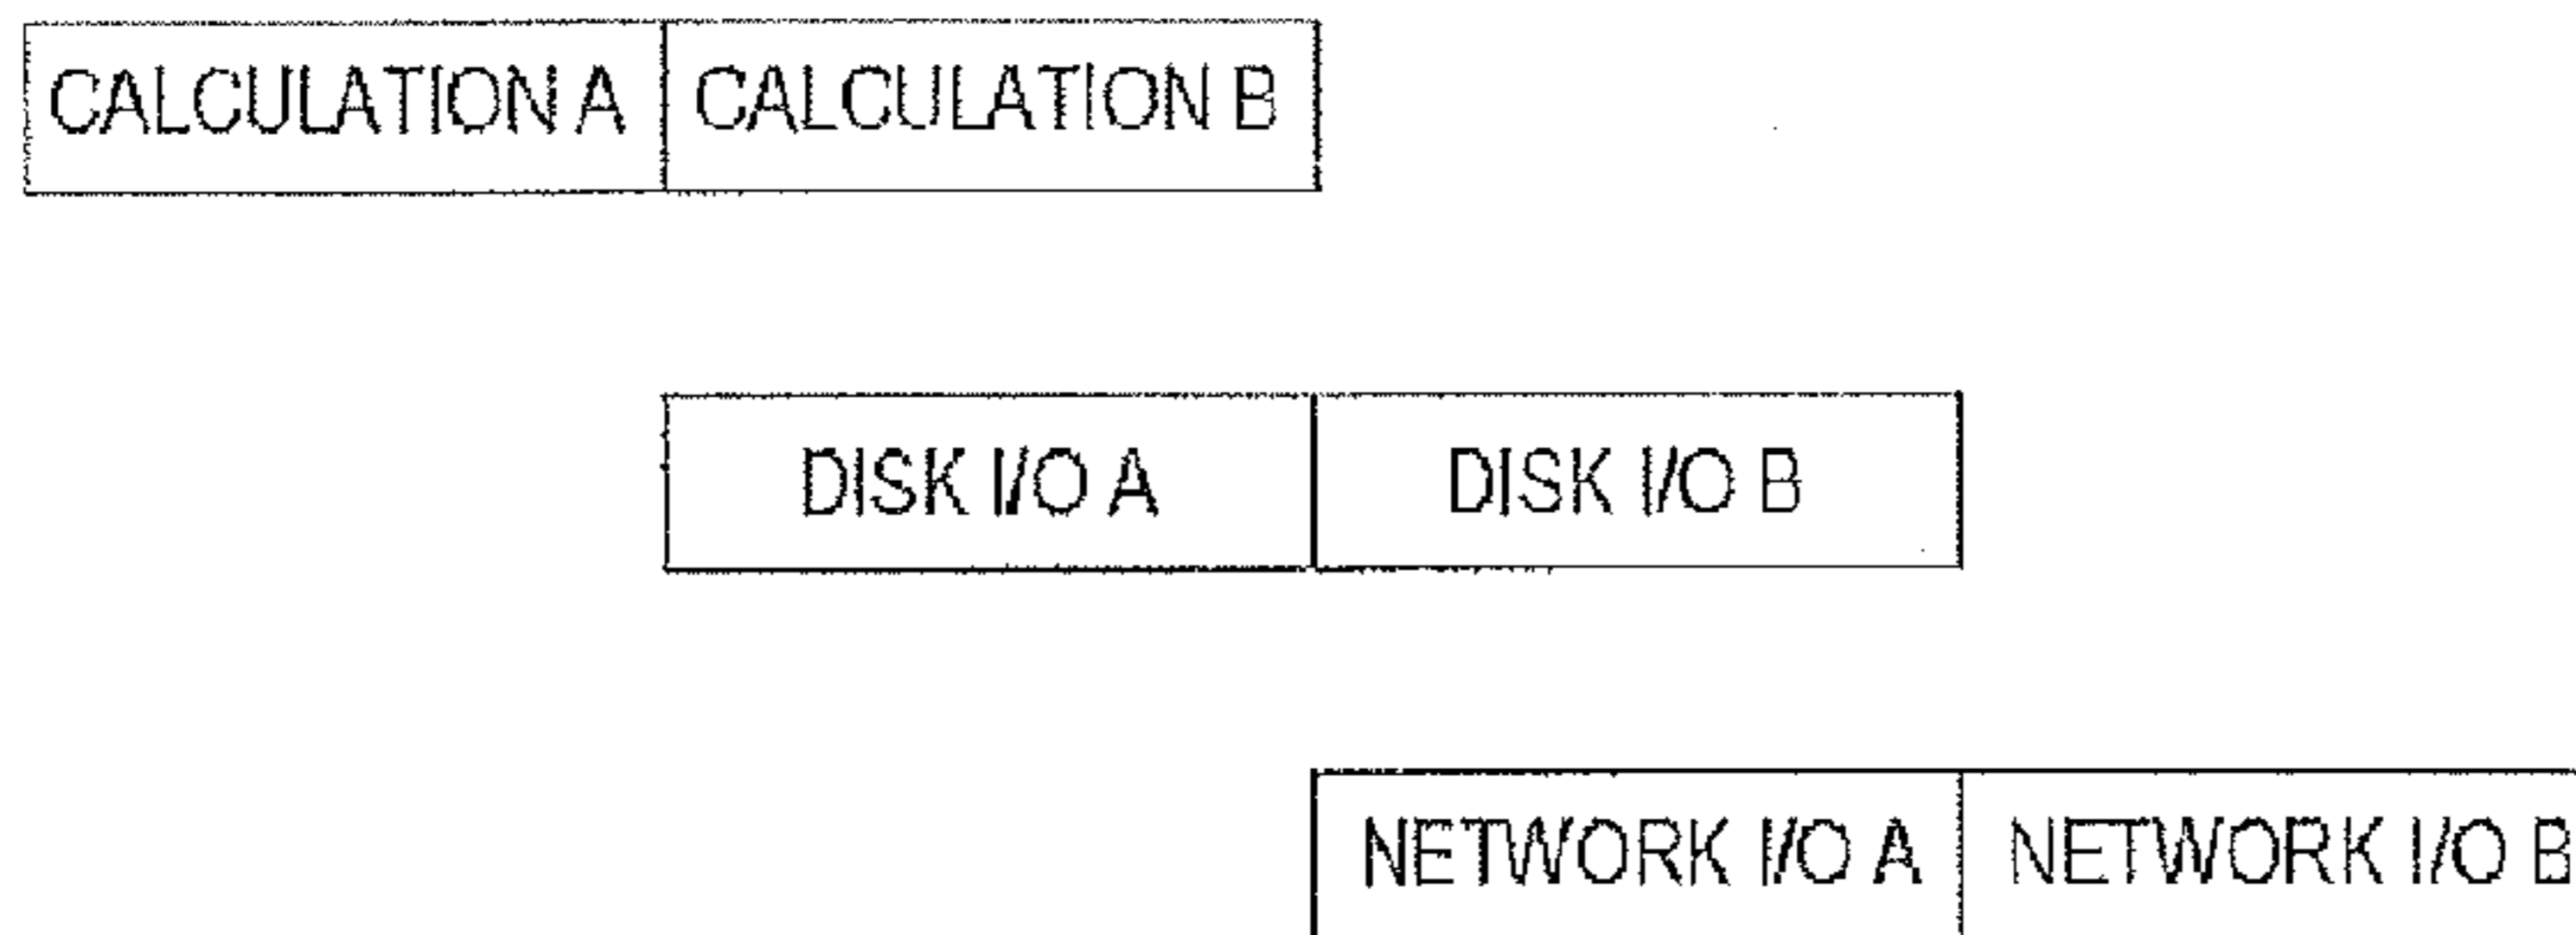 CALCULATION A CALCULATION B
DISK I/O A DISK I/O B
NETWORK I/O A NETWORK I/O B